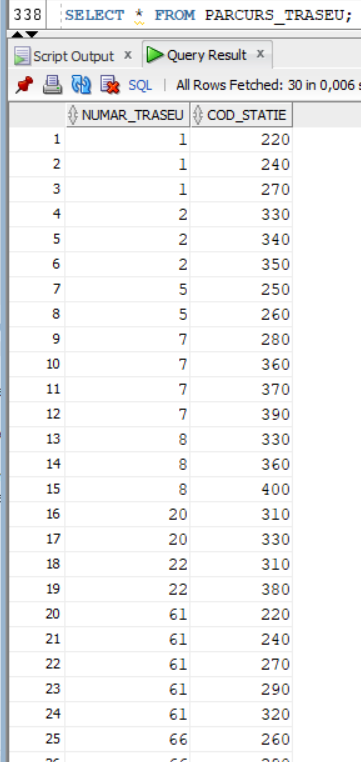 338 SELECT * FROM PARCURS_TRASEU;
Script Output x Query Result x
SQL | All Rows Fetched: 30 in 0,006 s
NUMAR_TRASEU COD_STATIE
1 1 220
2 1 240
3 1 270
4 2 330
5 2 340
6 2 350
7 5 250
8 5 260
9 7 280
10 7 360
11 7 370
12 7 390
13 8 330
14 8 360
15 8 400
16 20 310
17 20 330
18 22 310
19 22 380
20 61 220
21 61 240
22 61 270
23 61 290
24 61 320
25 66 260